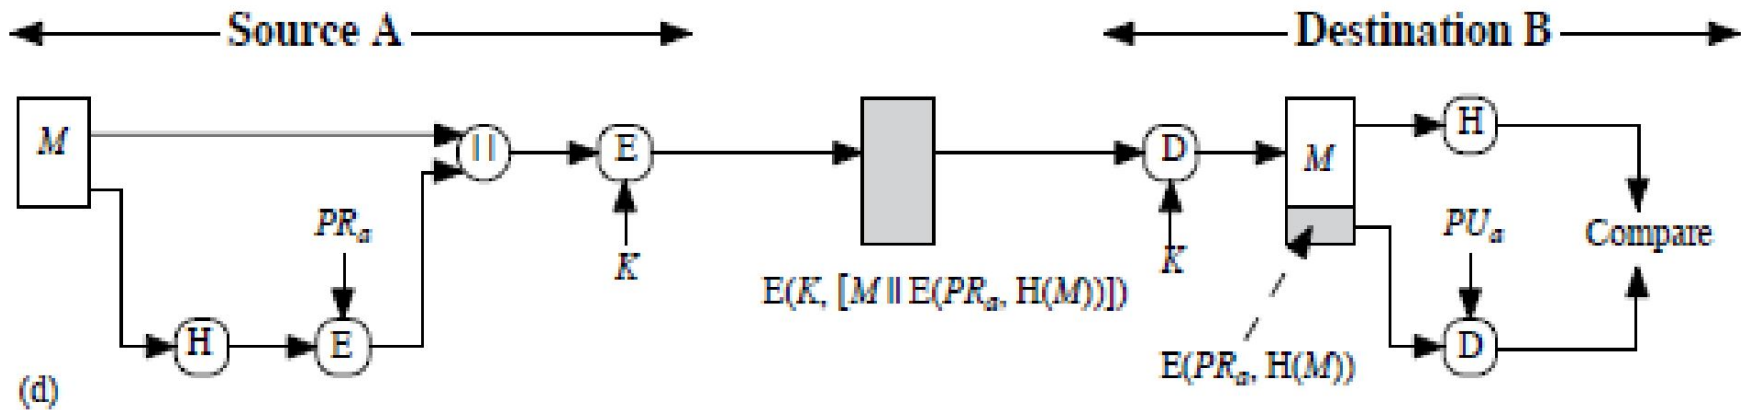 Source A
Destination B
M
||
E
D
M
H
PRa
K
K
PUa
Compare
E(K, [M || E(PRa, H(M))])
H
E
E(PRa, H(M))
D
(d)